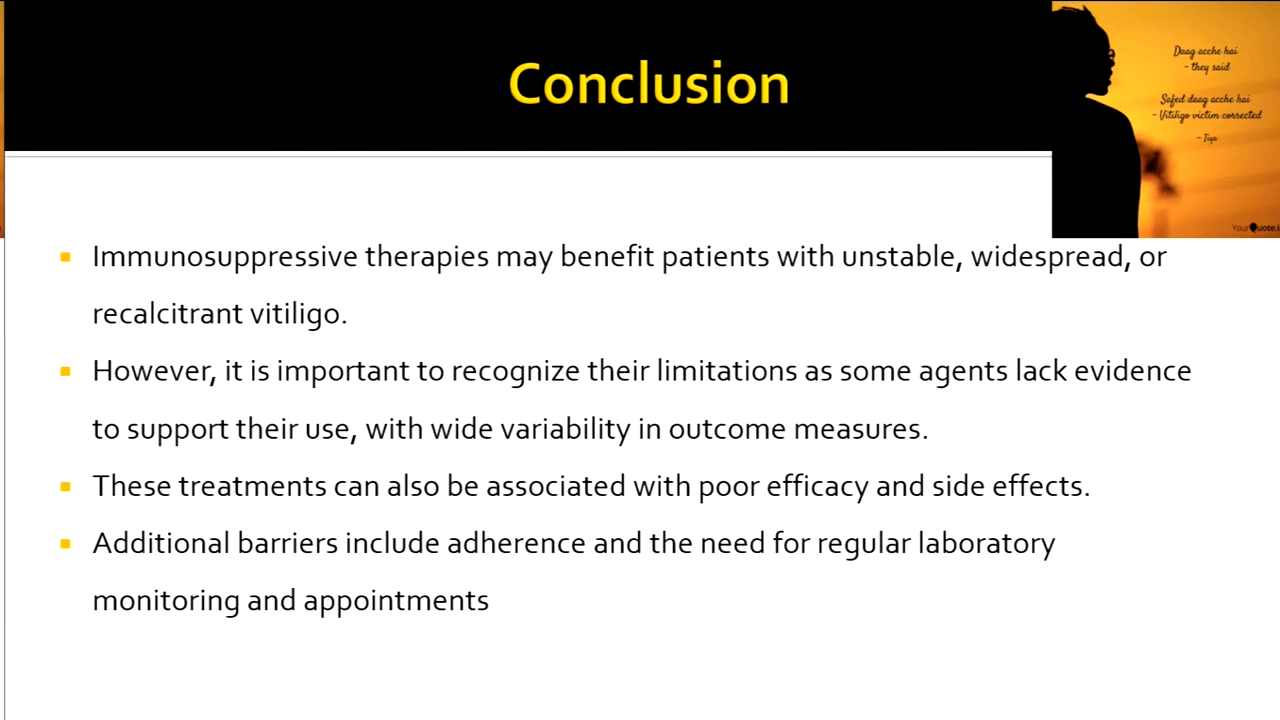 Conclusion
Daag acche hai
- they said
Safed daag acche hai
- Vitiligo victim corrected
YourQuote.i
Immunosuppressive therapies may benefit patients with unstable, widespread, or
recalcitrant vitiligo.
However, it is important to recognize their limitations as some agents lack evidence
to support their use, with wide variability in outcome measures.
These treatments can also be associated with poor efficacy and side effects.
Additional barriers include adherence and the need for regular laboratory
monitoring and appointments